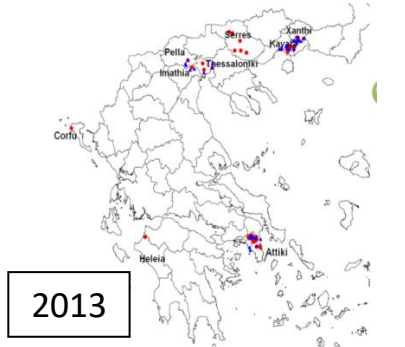 Xanthi
Serres
Kavala
Pella
Thessaloniki
Imathia
Corfu
Attiki
Heleia
2013